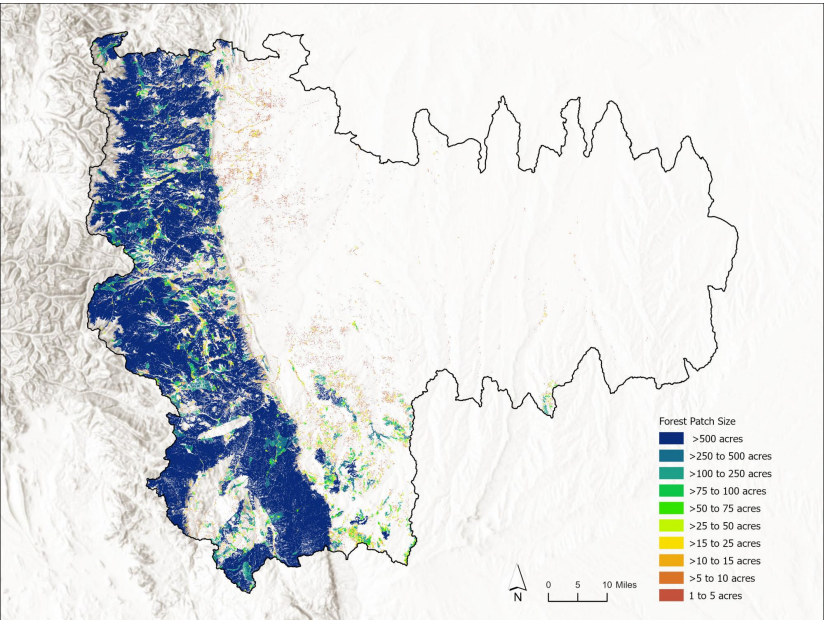 Forest Patch Size
>500 acres
>250 to 500 acres
>100 to 250 acres
>75 to 100 acres
>50 to 75 acres
>25 to 50 acres
>15 to 25 acres
>10 to 15 acres
>5 to 10 acres
1 to 5 acres
N
0 5 10 Miles